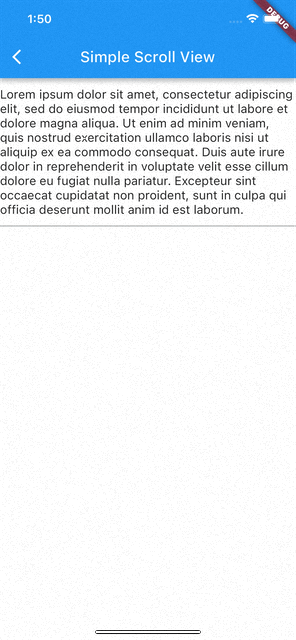 1:50
DEBUG
Simple Scroll View
Lorem ipsum dolor sit amet, consectetur adipiscing
elit, sed do eiusmod tempor incididunt ut labore et
dolore magna aliqua. Ut enim ad minim veniam,
quis nostrud exercitation ullamco laboris nisi ut
aliquip ex ea commodo consequat. Duis aute irure
dolor in reprehenderit in voluptate velit esse cillum
dolore eu fugiat nulla pariatur. Excepteur sint
occaecat cupidatat non proident, sunt in culpa qui
officia deserunt mollit anim id est laborum.